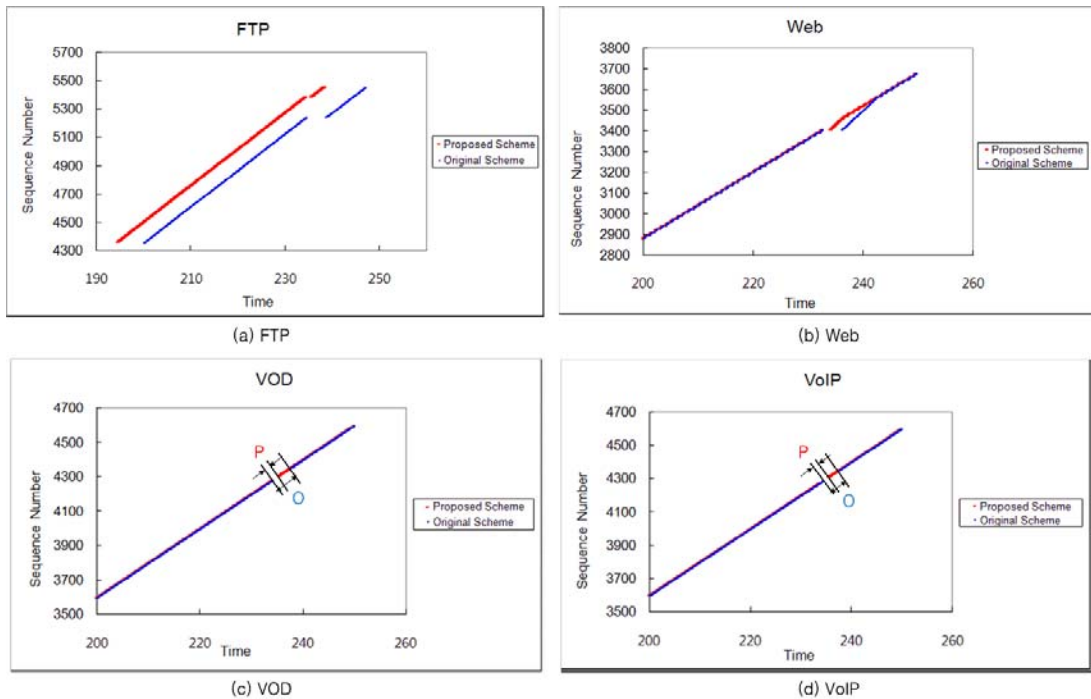 FTP
5700
5500
5300
5100
4900
4700
4500
4300
190
210
230
250
Sequence Number
Time
Proposed Scheme
Original Scheme
(a) FTP
Web
3800
3700
3600
3500
3400
3300
3200
3100
3000
2900
2800
200
220
240
260
Sequence Number
Time
Proposed Scheme
Original Scheme
(b) Web
VOD
4700
4500
4300
4100
3900
3700
3500
200
220
240
260
Sequence Number
Time
P
O
Proposed Scheme
Original Scheme
(c) VOD
VoIP
4700
4500
4300
4100
3900
3700
3500
200
220
240
260
Sequence Number
Time
P
O
Proposed Scheme
Original Scheme
(d) VoIP